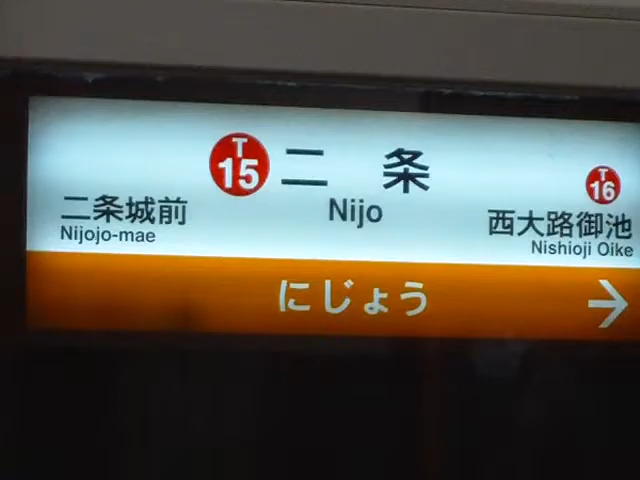 T
15
二 条
Nijo
二条城前
Nijojo-mae
T
16
西大路御池
Nishioji Oike
にじょう
→